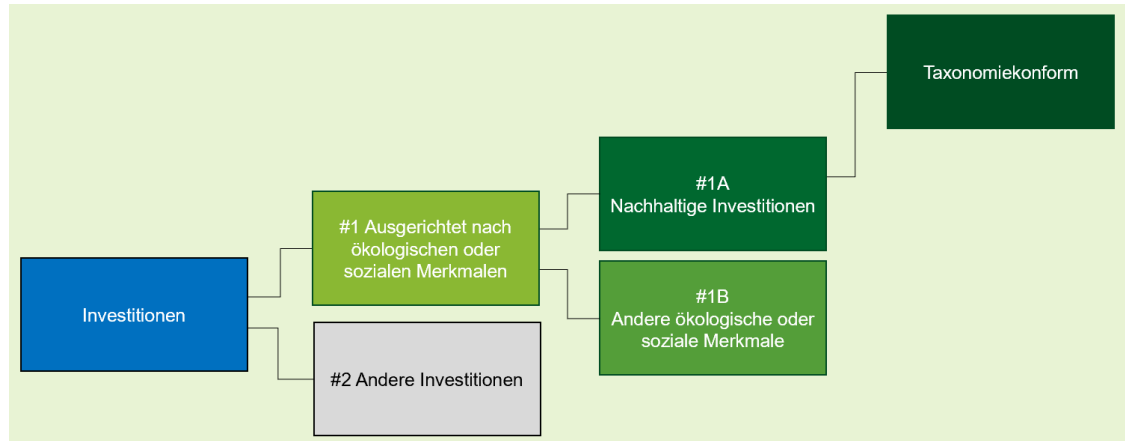 Taxonomiekonform
#1A
Nachhaltige Investitionen
#1 Ausgerichtet nach
ökologischen oder
sozialen Merkmalen
Investitionen
#1B
Andere ökologische oder
soziale Merkmale
#2 Andere Investitionen